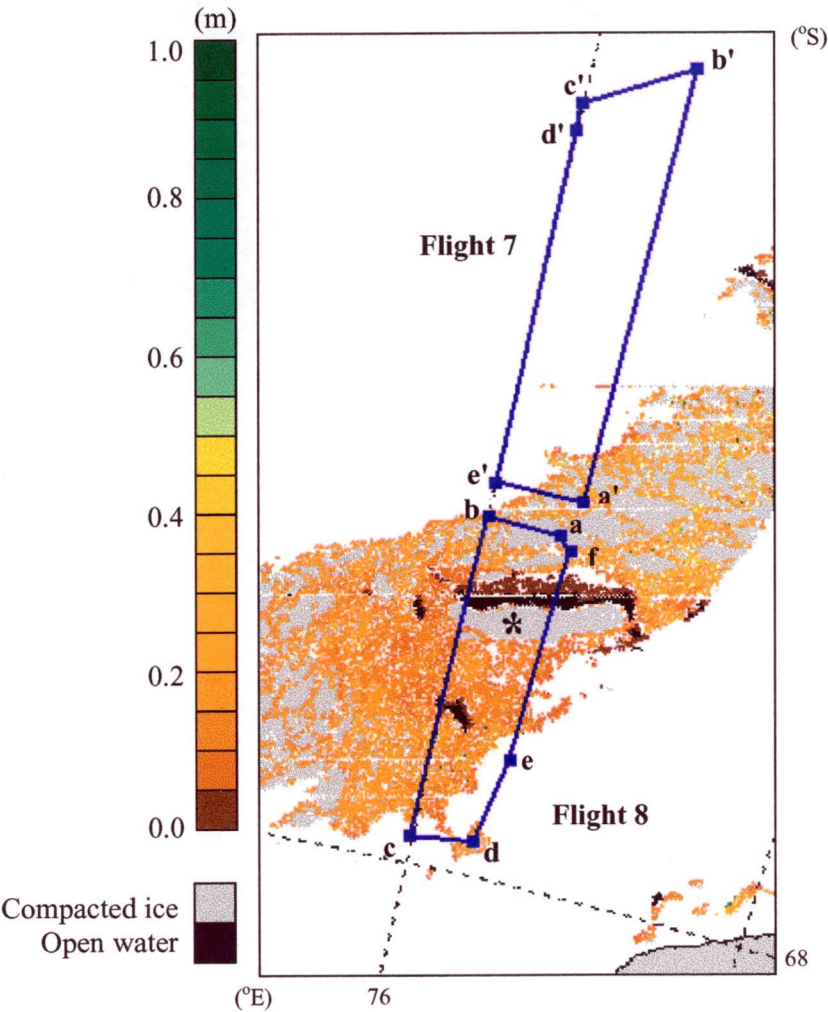 (m)
1.0
0.8
0.6
0.4
0.2
0.0
Compacted ice
Open water
(°S)
b'
c'
d'
Flight 7
e'
a'
b
a
f
*
e
Flight 8
c
d
68
(°E)
76